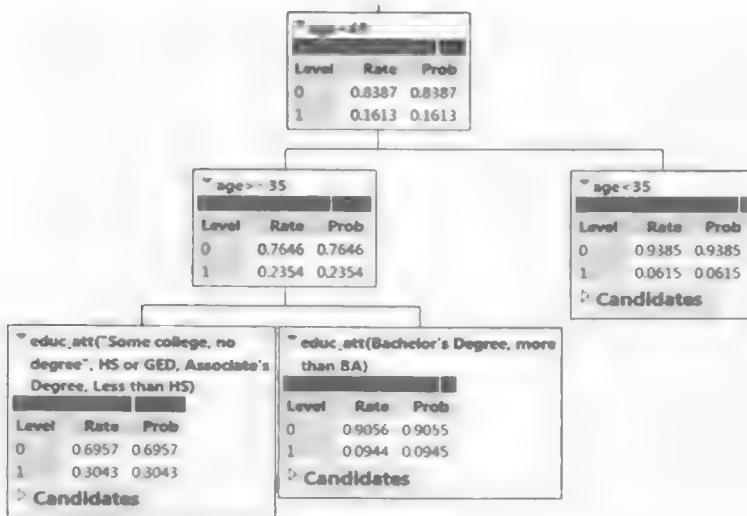 Level Rate Prob
0 0.8387 0.8387
1 0.1613 0.1613
age>=35
Level Rate Prob
0 0.7646 0.7646
1 0.2354 0.2354
age<35
Level Rate Prob
0 0.9385 0.9385
1 0.0615 0.0615
Candidates
educ_att("Some college, no
degree", HS or GED, Associate's
Degree, Less than HS)
Level Rate Prob
0 0.6957 0.6957
1 0.3043 0.3043
Candidates
educ_att(Bachelor's Degree, more
than BA)
Level Rate Prob
0 0.9056 0.9055
1 0.0944 0.0945
Candidates